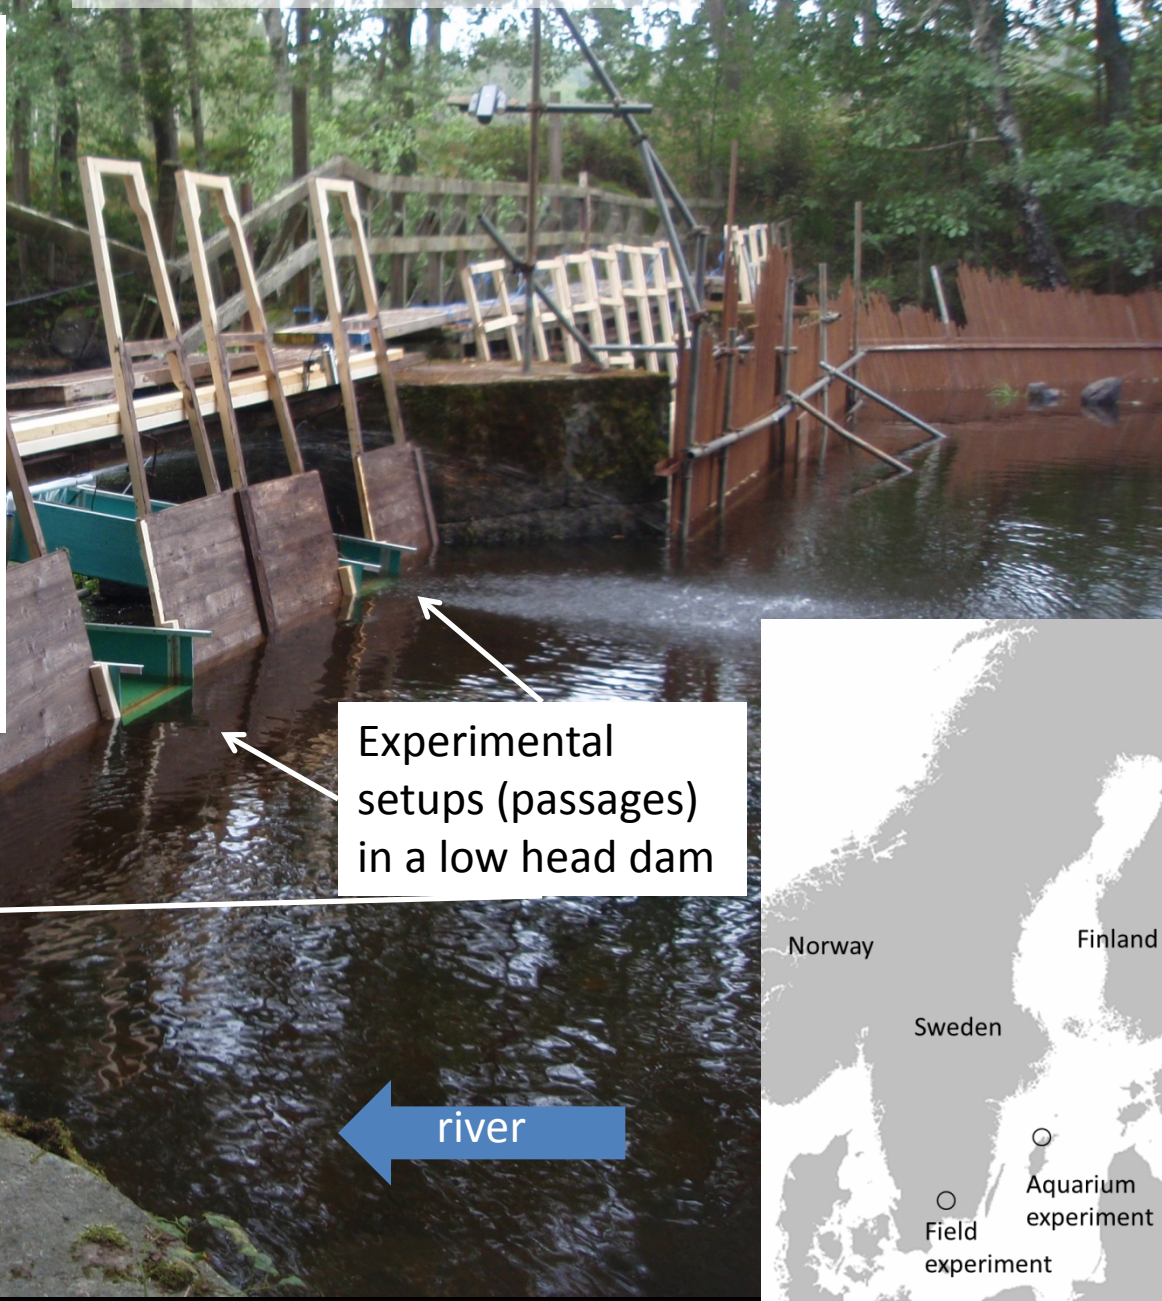 Experimental
setups (passages)
in a low head dam
river
Norway
Finland
Sweden
Aquarium
experiment
Field
experiment